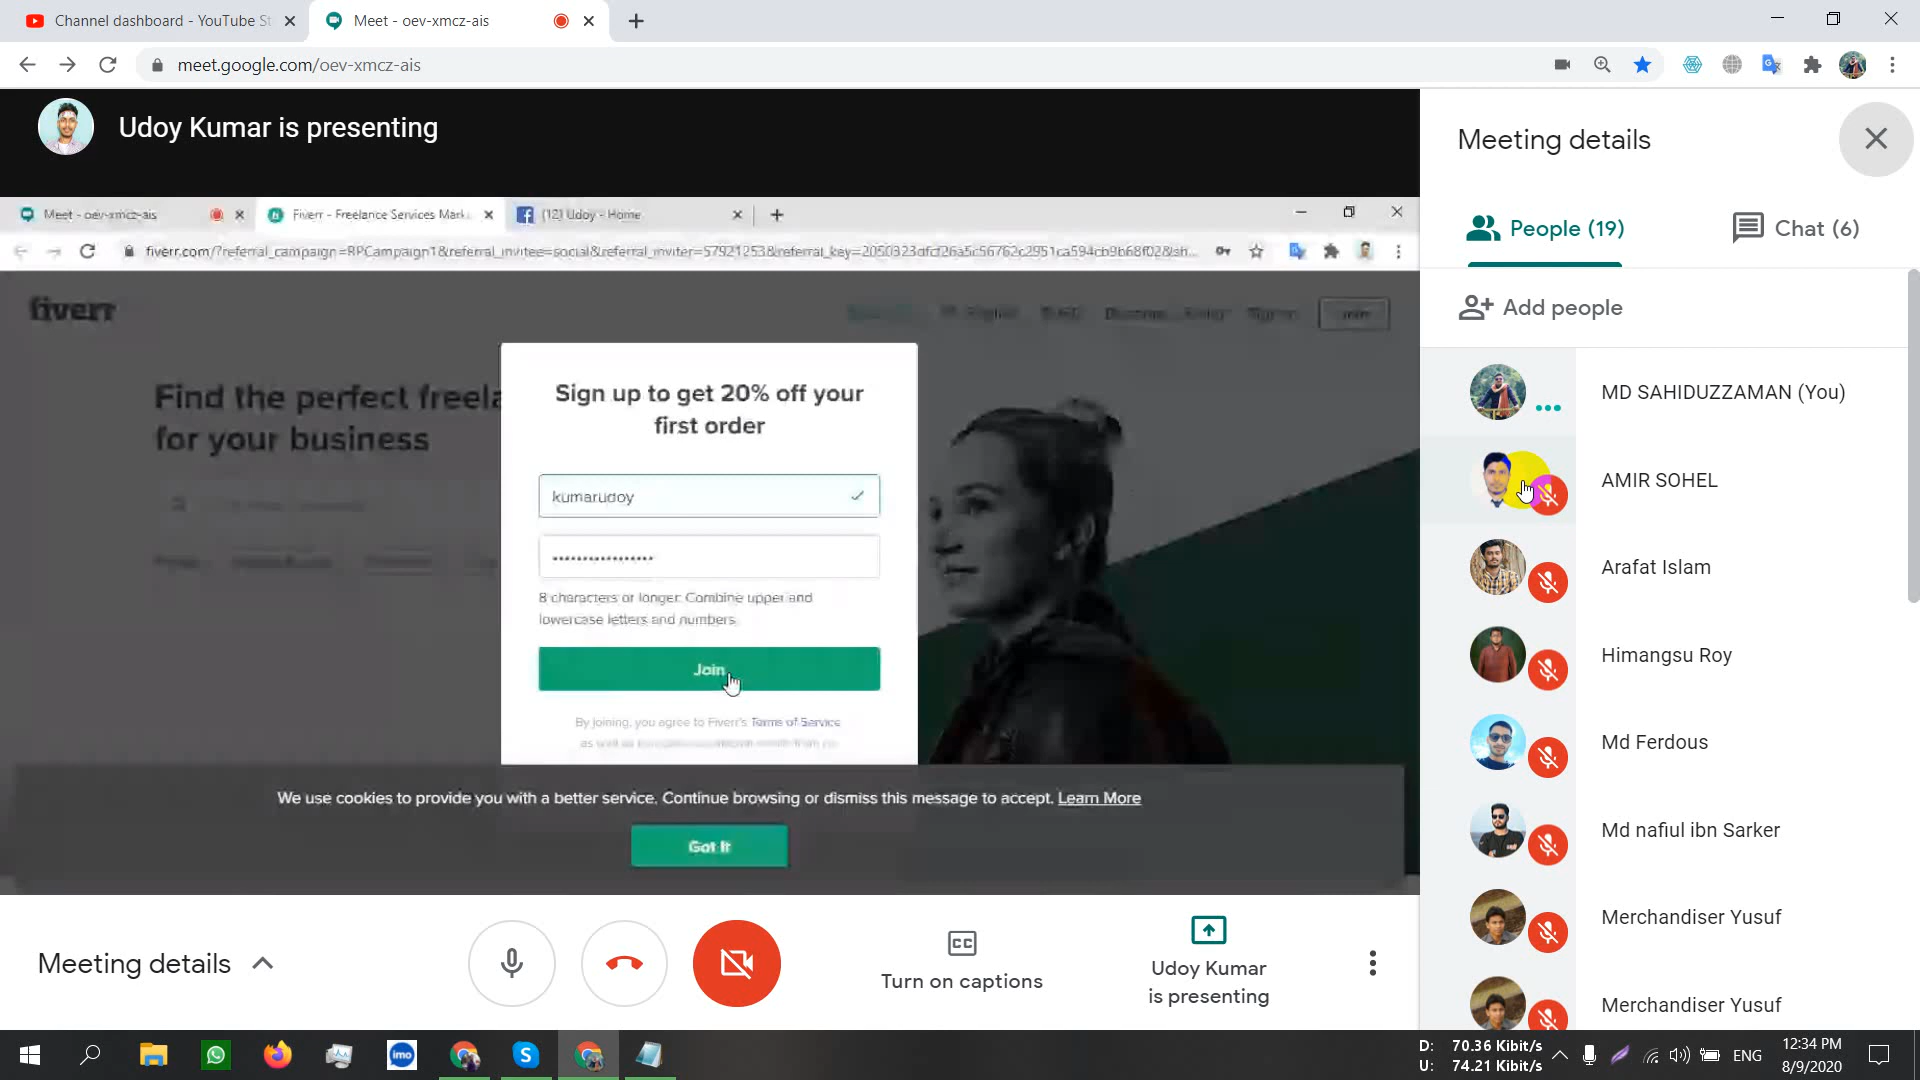 Channel dashboard - YouTube St
Meet - oev-xmcz-ais
meet.google.com/oev-xmcz-ais
Udoy Kumar is presenting
Meet - oev-xmcz-ais
Fiverr - Freelance Services Mark
(12) Udoy - Home
fiverr
Find the perfect freela
for your business
Sign up to get 20% off your
first order
kumarudoy
•••••••••••••••••
8 characters or longer. Combine upper and
lowercase letters and numbers.
Join
By joining, you agree to Fiverr's Terms of Service
We use cookies to provide you with a better service. Continue browsing or dismiss this message to accept. Learn More
Got It
Meeting details
People (19)
Chat (6)
Add people
MD SAHIDUZZAMAN (You)
AMIR SOHEL
Arafat Islam
Himangsu Roy
Md Ferdous
Md nafiul ibn Sarker
Merchandiser Yusuf
Merchandiser Yusuf
Meeting details
CC
Turn on captions
Udoy Kumar
is presenting
imo
D: 70.36 Kibit/s
U: 74.21 Kibit/s
ENG
12:34 PM
8/9/2020